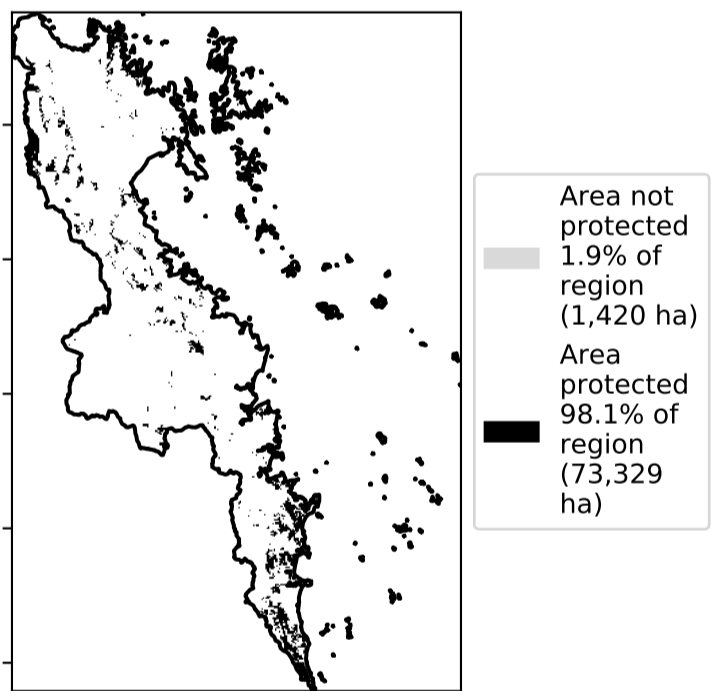 Area not
protected
1.9% of
region
(1,420 ha)
Area
protected
98.1% of
region
(73,329
ha)